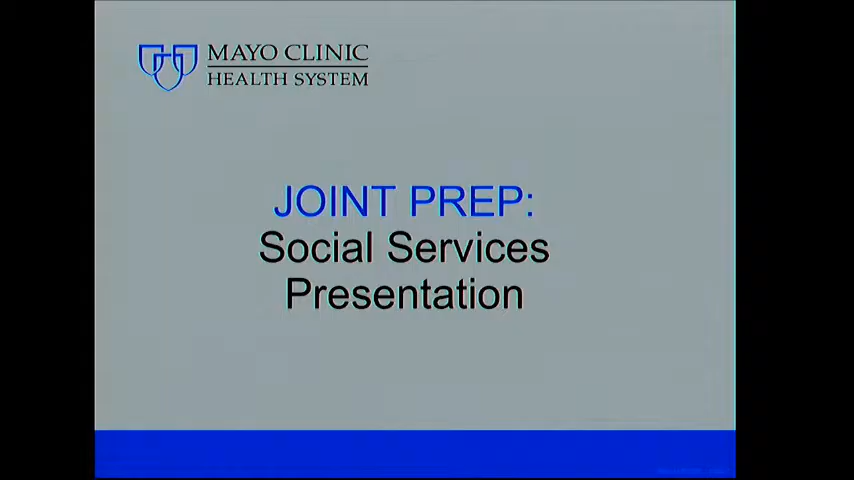 MAYO CLINIC
HEALTH SYSTEM
JOINT PREP:
Social Services
Presentation